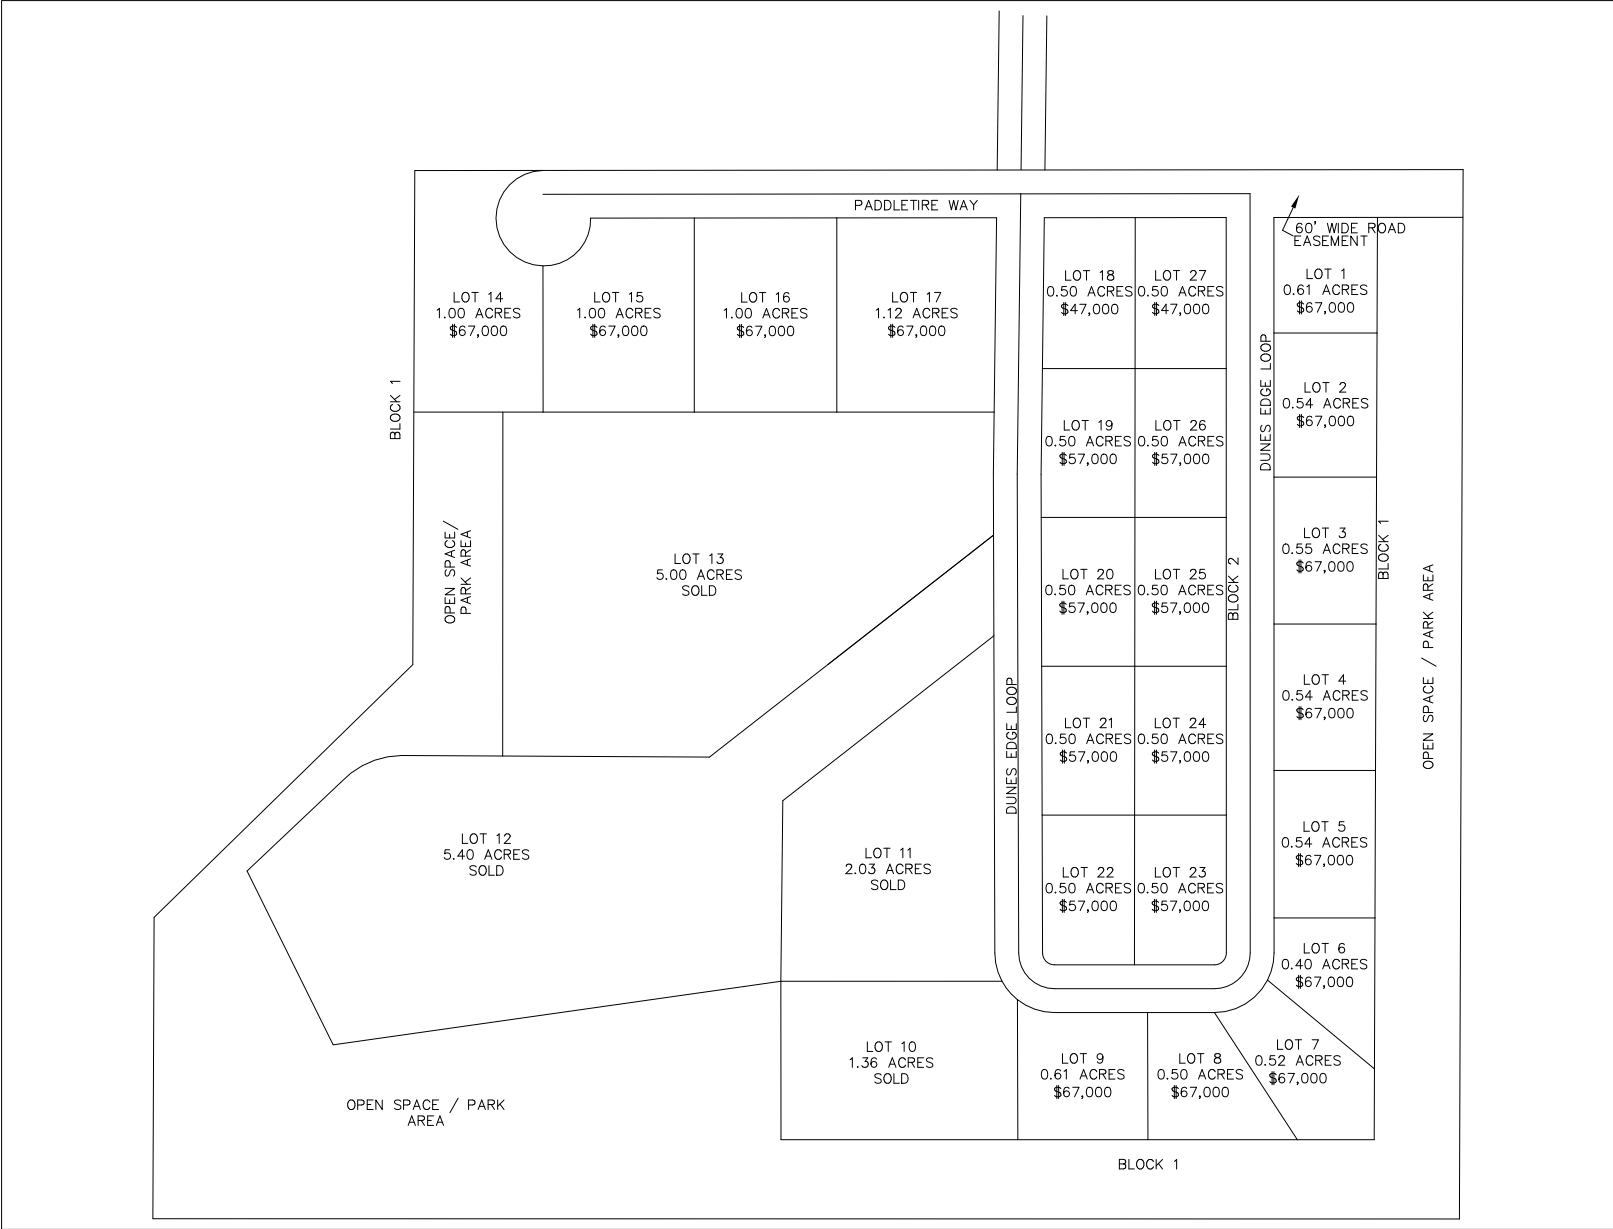 PADDLETIRE WAY
60' WIDE ROAD
EASEMENT
LOT 14
1.00 ACRES
$67,000
LOT 15
1.00 ACRES
$67,000
LOT 16
1.00 ACRES
$67,000
LOT 17
1.12 ACRES
$67,000
LOT 18
0.50 ACRES
$47,000
LOT 27
0.50 ACRES
$47,000
LOT 1
0.61 ACRES
$67,000
BLOCK 1
DUNES EDGE LOOP
LOT 19
0.50 ACRES
$57,000
LOT 26
0.50 ACRES
$57,000
LOT 2
0.54 ACRES
$67,000
OPEN SPACE/
PARK AREA
LOT 13
5.00 ACRES
SOLD
LOT 20
0.50 ACRES
$57,000
LOT 25
0.50 ACRES
$57,000
BLOCK 2
LOT 3
0.55 ACRES
$67,000
BLOCK 1
OPEN SPACE / PARK AREA
DUNES EDGE LOOP
LOT 21
0.50 ACRES
$57,000
LOT 24
0.50 ACRES
$57,000
LOT 4
0.54 ACRES
$67,000
LOT 12
5.40 ACRES
SOLD
LOT 11
2.03 ACRES
SOLD
LOT 22
0.50 ACRES
$57,000
LOT 23
0.50 ACRES
$57,000
LOT 5
0.54 ACRES
$67,000
LOT 6
0.40 ACRES
$67,000
LOT 10
1.36 ACRES
SOLD
LOT 9
0.61 ACRES
$67,000
LOT 8
0.50 ACRES
$67,000
LOT 7
0.52 ACRES
$67,000
OPEN SPACE / PARK
AREA
BLOCK 1